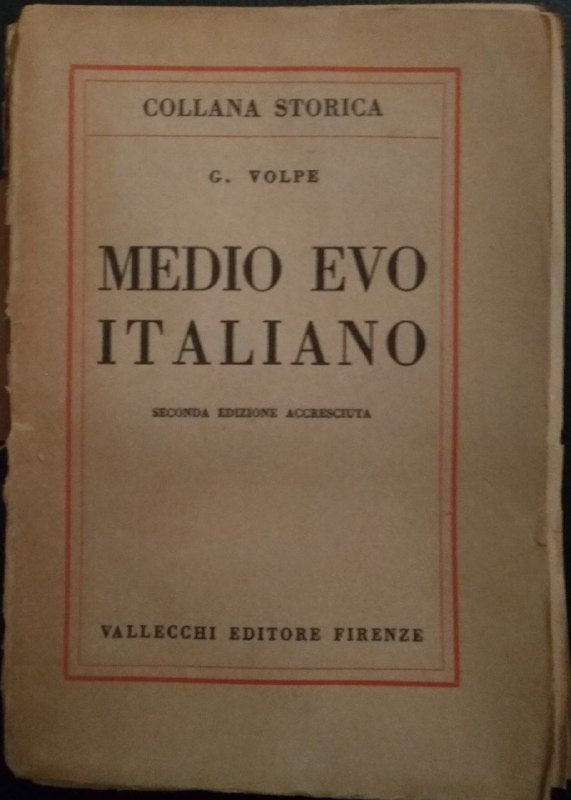 COLLANA STORICA
G. VOLPE
MEDIO EVO
ITALIANO
SECONDA EDIZIONE ACCRESCIUTA
VALLECCHI EDITORE FIRENZE